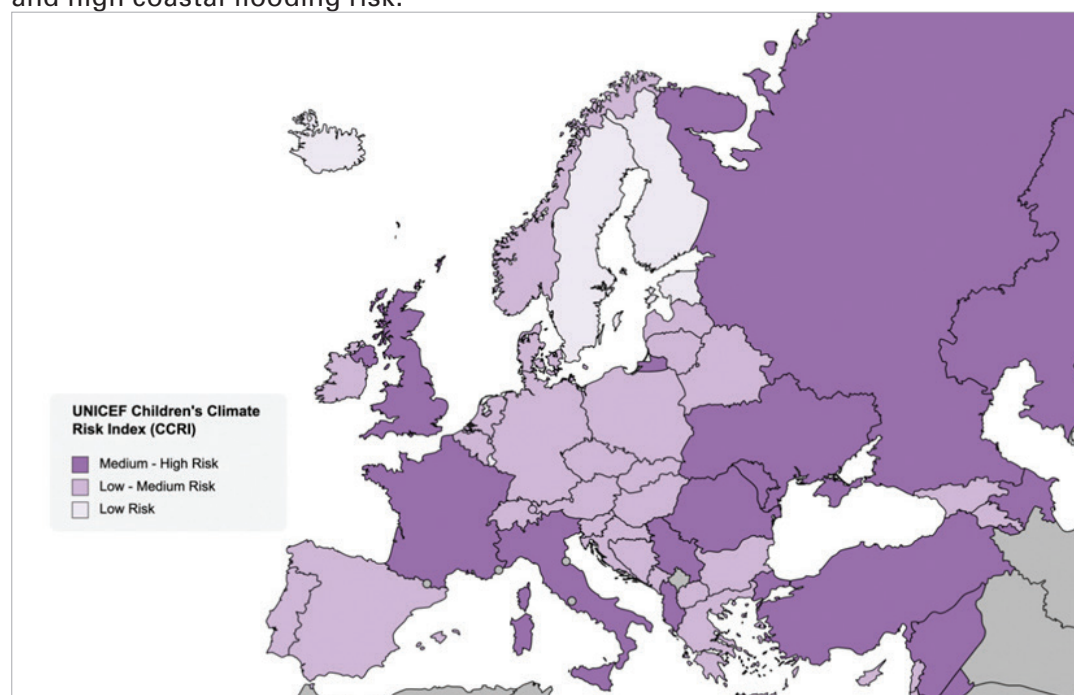 and high coastal flooding risk.
UNICEF Children's Climate
Risk Index (CCRI)
Medium - High Risk
Low - Medium Risk
Low Risk